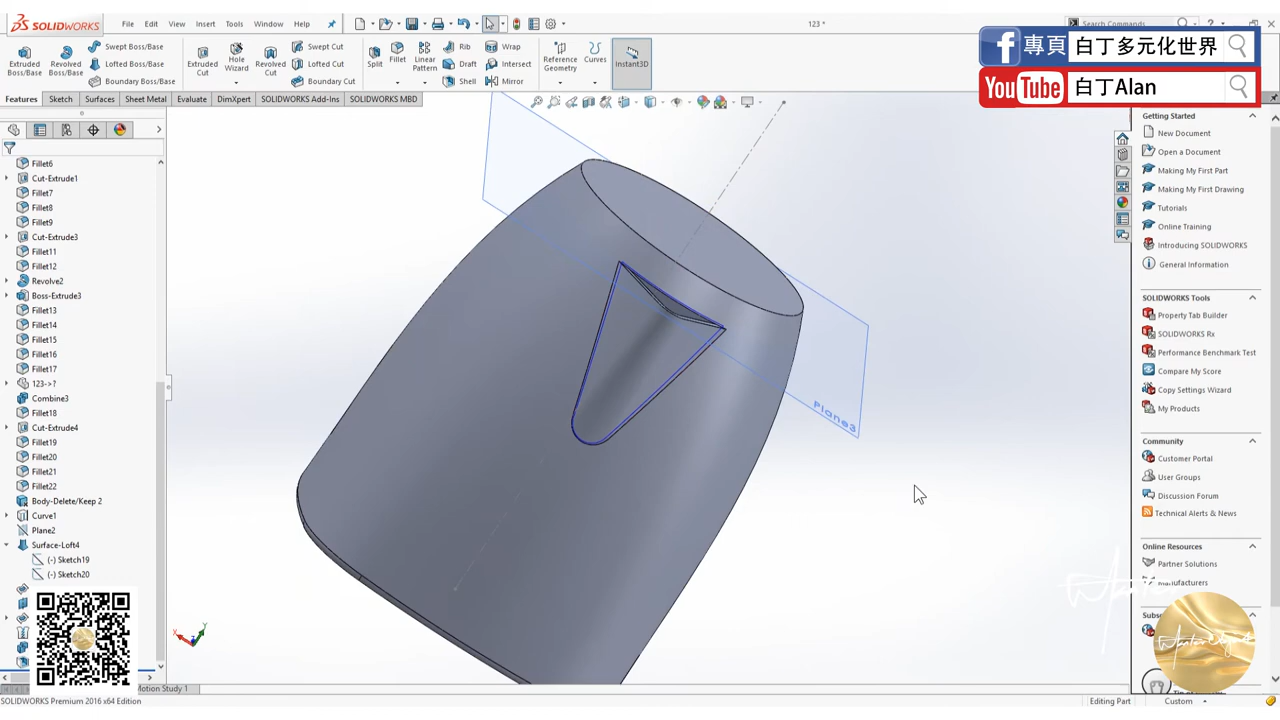 SOLIDWORKS
File Edit View Insert Tools Window Help
123 *
Search Commands
Extruded Boss/Base
Revolved Boss/Base
Swept Boss/Base
Lofted Boss/Base
Boundary Boss/Base
Extruded Cut
Hole Wizard
Revolved Cut
Swept Cut
Lofted Cut
Boundary Cut
Split
Fillet
Linear Pattern
Rib
Draft
Shell
Wrap
Intersect
Mirror
Reference Geometry
Curves
Instant3D
專頁 白丁多元化世界
YouTube 白丁Alan
Features Sketch Surfaces Sheet Metal Evaluate DimXpert SOLIDWORKS Add-Ins SOLIDWORKS MBD
Fillet6
Cut-Extrude1
Fillet7
Fillet8
Fillet9
Cut-Extrude3
Fillet11
Fillet12
Revolve2
Boss-Extrude3
Fillet13
Fillet14
Fillet15
Fillet16
Fillet17
123->?
Combine3
Fillet18
Cut-Extrude4
Fillet19
Fillet20
Fillet21
Fillet22
Body-Delete/Keep 2
Curve1
Plane2
Surface-Loft4
(-) Sketch19
(-) Sketch20
Plane3
Getting Started
New Document
Open a Document
Making My First Part
Making My First Drawing
Tutorials
Online Training
Introducing SOLIDWORKS
General Information
SOLIDWORKS Tools
Property Tab Builder
SOLIDWORKS Rx
Performance Benchmark Test
Compare My Score
Copy Settings Wizard
My Products
Community
Customer Portal
User Groups
Discussion Forum
Technical Alerts & News
Online Resources
Partner Solutions
Manufacturers
Motion Study 1
SOLIDWORKS Premium 2016 x64 Edition
Editing Part
Custom